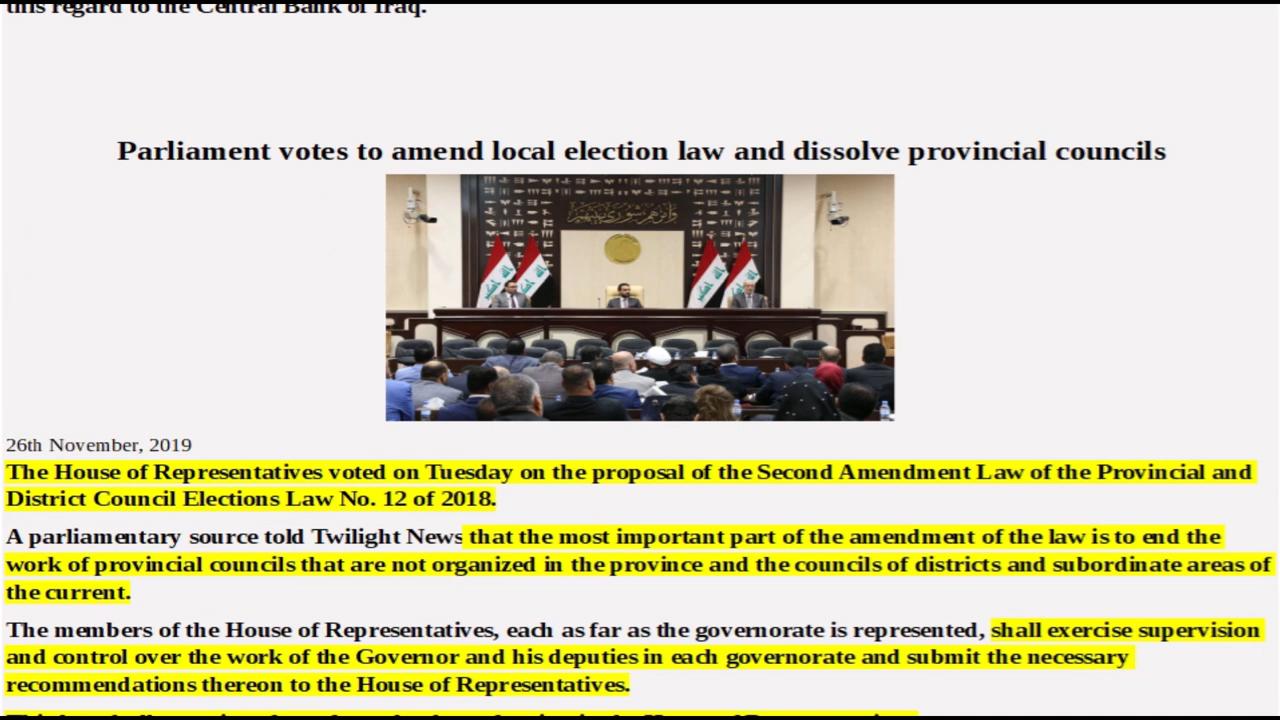 this regard to the Central Bank of Iraq.
Parliament votes to amend local election law and dissolve provincial councils
وأمرهم شورى بينهم
26th November, 2019
The House of Representatives voted on Tuesday on the proposal of the Second Amendment Law of the Provincial and
District Council Elections Law No. 12 of 2018.
A parliamentary source told Twilight News that the most important part of the amendment of the law is to end the
work of provincial councils that are not organized in the province and the councils of districts and subordinate areas of
the current.
The members of the House of Representatives, each as far as the governorate is represented, shall exercise supervision
and control over the work of the Governor and his deputies in each governorate and submit the necessary
recommendations thereon to the House of Representatives.